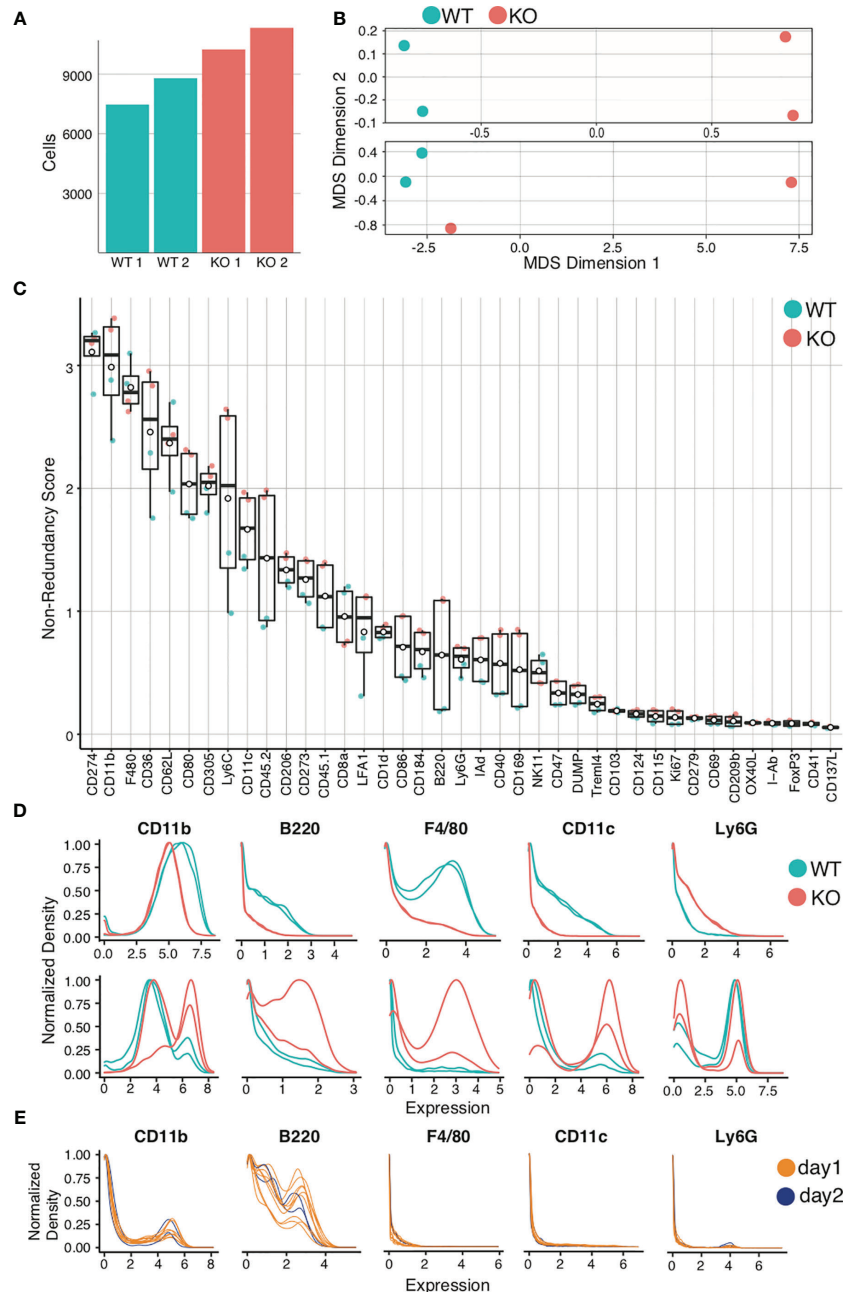 A
Cells
9000
6000
3000
WT 1 WT 2 KO 1 KO 2
B
WT KO
MDS Dimension 2
0.2
0.1
0.0
-0.2
-0.1
-0.5 0.0 0.5
MDS Dimension 2
0.4
0.0
-0.4
-0.8
-2.5 0.0 2.5 5.0 7.5
MDS Dimension 1
C
WT
KO
Non-Redundancy Score
3
2
1
0
CD274 CD11b F480 CD36 CD62L CD80 CD305 Ly6C CD11c CD45.2 CD206 CD273 CD45.1 CD8a LFA1 CD1d CD86 CD184 B220 Ly6G IAd CD40 CD169 NK11 CD47 DUMP Treml4 CD103 CD124 CD115 Ki67 CD279 CD69 CD209b OX40L I-Ab FoxP3 CD41 CD137L
D
CD11b B220 F4/80 CD11c Ly6G
WT
KO
Normalized Density
1.00
0.75
0.50
0.25
0.00
0.0 2.5 5.0 7.5 0 1 2 3 4 0 2 4 0 2 4 6 0 2 4 6
1.00
0.75
0.50
0.25
0.00
0 2 4 6 8 0 1 2 3 0 1 2 3 4 5 0 2 4 6 8 0.0 2.5 5.0 7.5
Expression
E
CD11b B220 F4/80 CD11c Ly6G
day1
day2
Normalized
Density
1.00
0.75
0.50
0.25
0.00
0 2 4 6 8 0 2 4 0 2 4 6 0 2 4 6 0 2 4 6
Expression